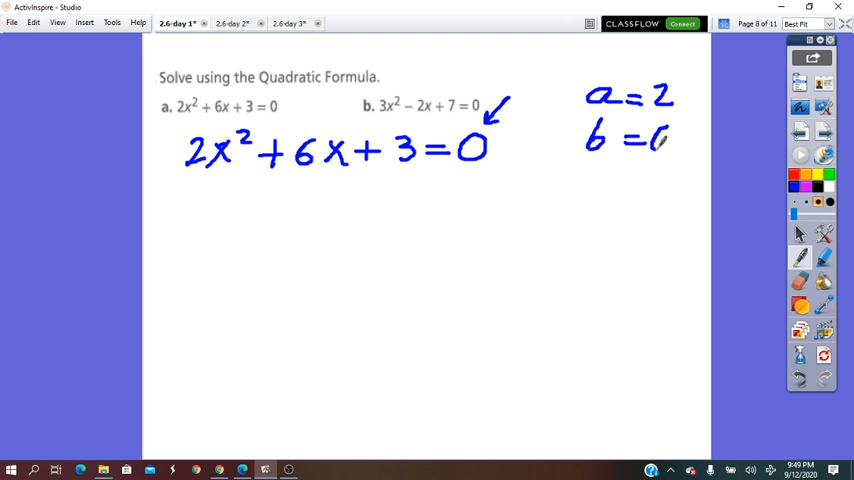 ActivInspire - Studio
File Edit View Insert Tools Help
2.6-day 1*
2.6-day 2*
2.6-day 3*
CLASSFLOW Connect
Page 8 of 11
Best Fit
Solve using the Quadratic Formula.
a. 2x² + 6x + 3 = 0
b. 3x² − 2x + 7 = 0
2x² + 6x + 3 = 0
a = 2
b =
9:49 PM
9/12/2020